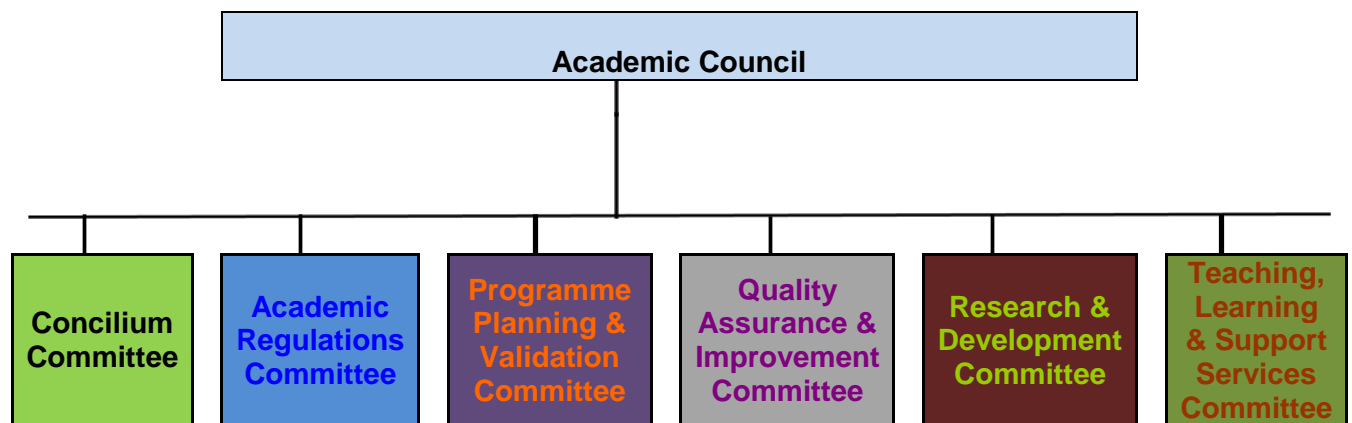 Academic Council
Concilium
Committee
Academic
Regulations
Committee
Programme
Planning &
Validation
Committee
Quality
Assurance &
Improvement
Committee
Research &
Development
Committee
Teaching,
Learning
& Support
Services
Committee